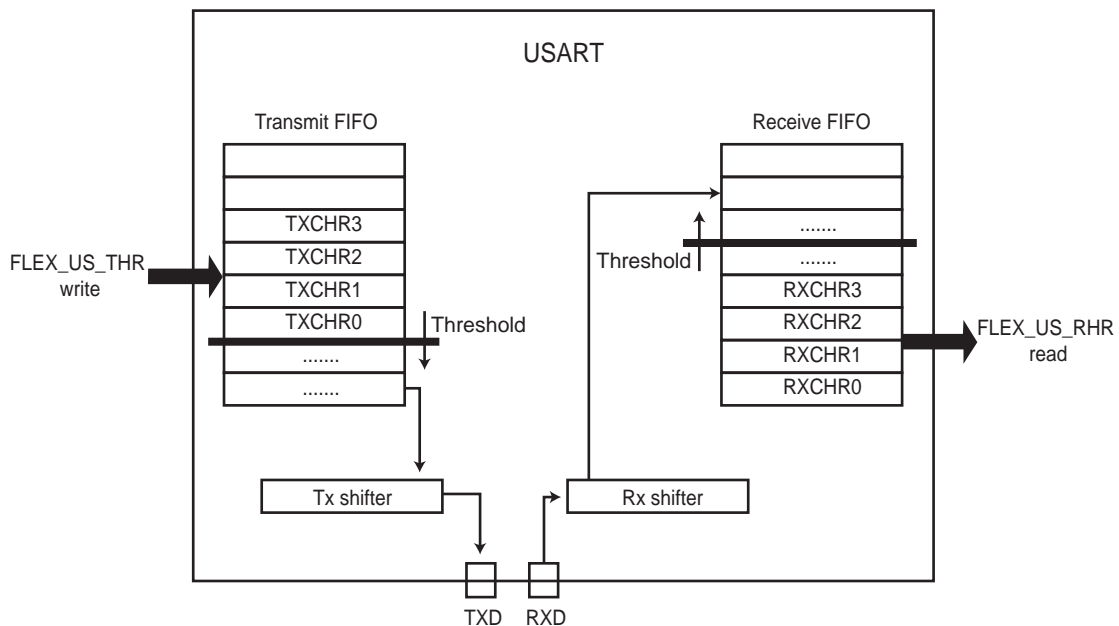 USART
Transmit FIFO
Receive FIFO
TXCHR3
TXCHR2
TXCHR1
TXCHR0
.......
.......
FLEX_US_THR
write
Threshold
.......
.......
RXCHR3
RXCHR2
RXCHR1
RXCHR0
Threshold
FLEX_US_RHR
read
Tx shifter
Rx shifter
TXD
RXD